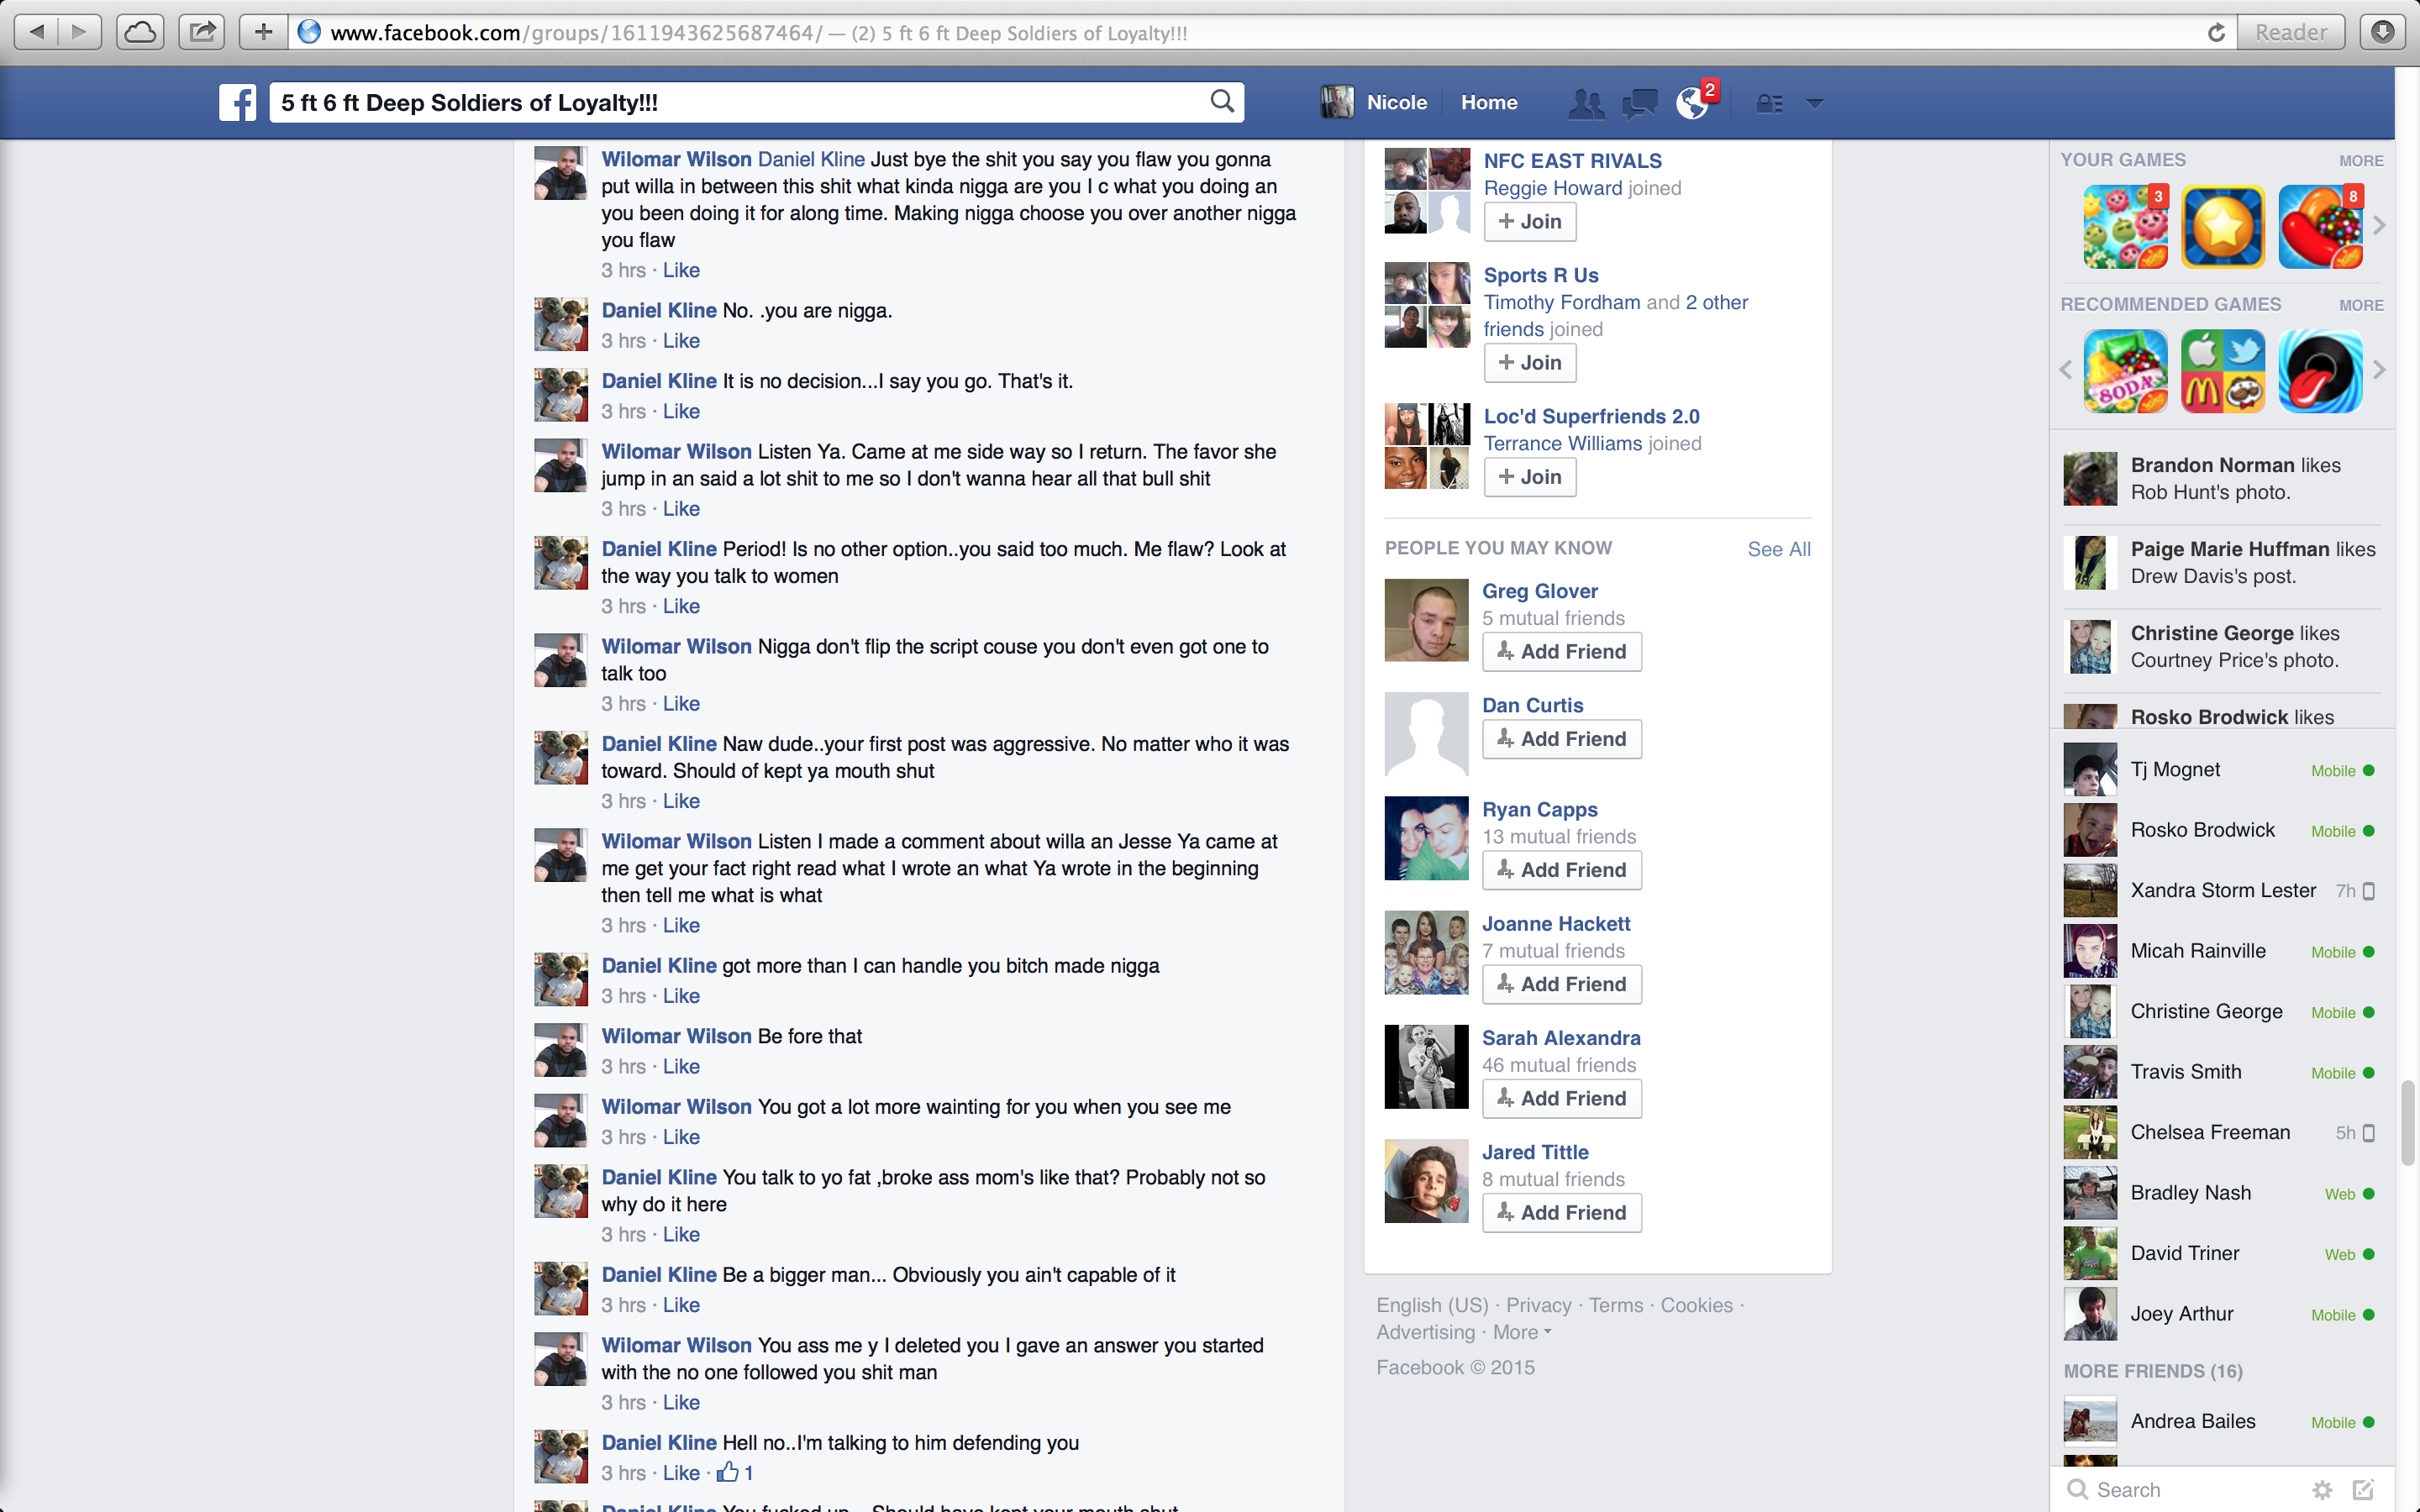 www.facebook.com/groups/1611943625687464/ — (2) 5 ft 6 ft Deep Soldiers of Loyalty!!!
Reader
5 ft 6 ft Deep Soldiers of Loyalty!!!
Nicole
Home
2
Wilomar Wilson Daniel Kline Just bye the shit you say you flaw you gonna
put willa in between this shit what kinda nigga are you I c what you doing an
you been doing it for along time. Making nigga choose you over another nigga
you flaw
3 hrs · Like
Daniel Kline No. .you are nigga.
3 hrs · Like
Daniel Kline It is no decision...I say you go. That's it.
3 hrs · Like
Wilomar Wilson Listen Ya. Came at me side way so I return. The favor she
jump in an said a lot shit to me so I don't wanna hear all that bull shit
3 hrs · Like
Daniel Kline Period! Is no other option..you said too much. Me flaw? Look at
the way you talk to women
3 hrs · Like
Wilomar Wilson Nigga don't flip the script couse you don't even got one to
talk too
3 hrs · Like
Daniel Kline Naw dude..your first post was aggressive. No matter who it was
toward. Should of kept ya mouth shut
3 hrs · Like
Wilomar Wilson Listen I made a comment about willa an Jesse Ya came at
me get your fact right read what I wrote an what Ya wrote in the beginning
then tell me what is what
3 hrs · Like
Daniel Kline got more than I can handle you bitch made nigga
3 hrs · Like
Wilomar Wilson Be fore that
3 hrs · Like
Wilomar Wilson You got a lot more wainting for you when you see me
3 hrs · Like
Daniel Kline You talk to yo fat ,broke ass mom's like that? Probably not so
why do it here
3 hrs · Like
Daniel Kline Be a bigger man... Obviously you ain't capable of it
3 hrs · Like
Wilomar Wilson You ass me y I deleted you I gave an answer you started
with the no one followed you shit man
3 hrs · Like
Daniel Kline Hell no..I'm talking to him defending you
3 hrs · Like · 1
Daniel Kline You fucked up... Should have kept your mouth shut
NFC EAST RIVALS
Reggie Howard joined
+ Join
Sports R Us
Timothy Fordham and 2 other
friends joined
+ Join
Loc'd Superfriends 2.0
Terrance Williams joined
+ Join
PEOPLE YOU MAY KNOW
See All
Greg Glover
5 mutual friends
Add Friend
Dan Curtis
Add Friend
Ryan Capps
13 mutual friends
Add Friend
Joanne Hackett
7 mutual friends
Add Friend
Sarah Alexandra
46 mutual friends
Add Friend
Jared Tittle
8 mutual friends
Add Friend
English (US) · Privacy · Terms · Cookies ·
Advertising · More
Facebook © 2015
YOUR GAMES
MORE
3
8
RECOMMENDED GAMES
MORE
SODA
Brandon Norman likes
Rob Hunt's photo.
Paige Marie Huffman likes
Drew Davis's post.
Christine George likes
Courtney Price's photo.
Rosko Brodwick likes
Tj Mognet Mobile
Rosko Brodwick Mobile
Xandra Storm Lester 7h
Micah Rainville Mobile
Christine George Mobile
Travis Smith Mobile
Chelsea Freeman 5h
Bradley Nash Web
David Triner Web
Joey Arthur Mobile
MORE FRIENDS (16)
Andrea Bailes Mobile
Search